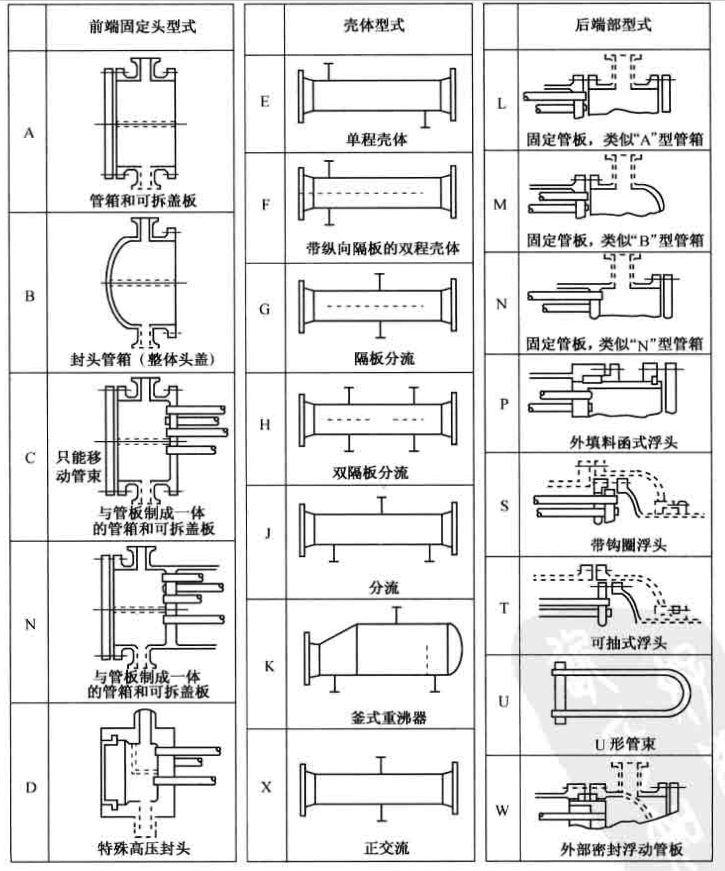 前端固定头型式
A
管箱和可拆盖板
B
封头管箱（整体头盖）
C
只能移
动管束
与管板制成一体
的管箱和可拆盖板
N
与管板制成一体
的管箱和可拆盖板
D
特殊高压封头
壳体型式
E
单程壳体
F
带纵向隔板的双程壳体
G
隔板分流
H
双隔板分流
J
分流
K
釜式重沸器
X
正交流
后端部型式
L
固定管板，类似“A”型管箱
M
固定管板，类似“B”型管箱
N
固定管板，类似“N”型管箱
P
外填料函式浮头
S
带钩圈浮头
T
可抽式浮头
U
U形管束
W
外部密封浮动管板